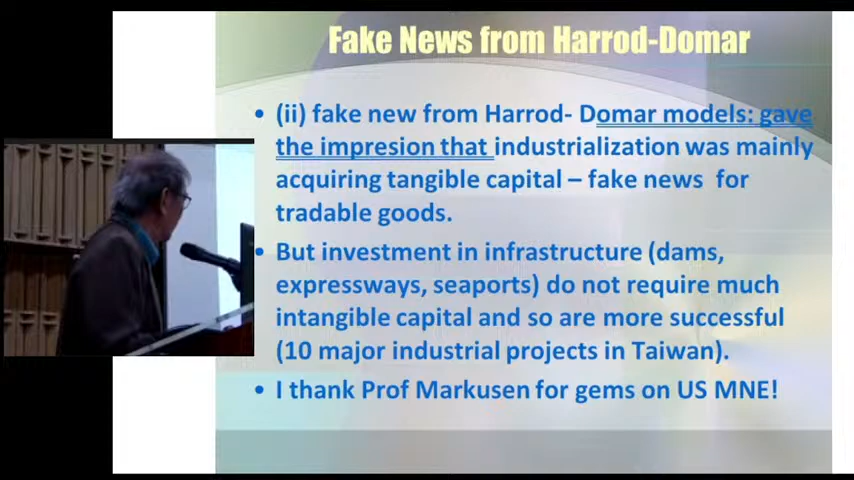 Fake News from Harrod-Domar
• (ii) fake new from Harrod- Domar models: gave
the impresion that industrialization was mainly
acquiring tangible capital – fake news for
tradable goods.
• But investment in infrastructure (dams,
expressways, seaports) do not require much
intangible capital and so are more successful
(10 major industrial projects in Taiwan).
• I thank Prof Markusen for gems on US MNE!